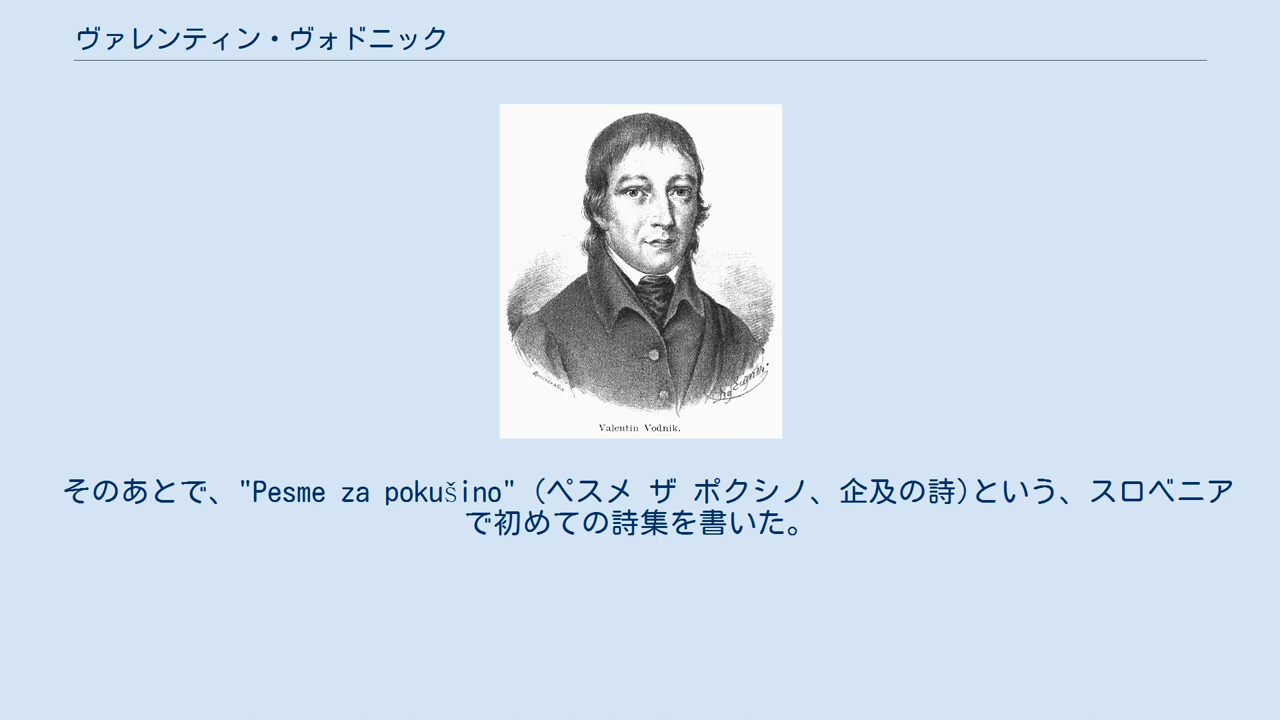 ヴァレンティン・ヴォドニック
Valentin Vodnik.
そのあとで、"Pesme za pokušino" (ペスメ ザ ポクシノ、企及の詩)という、スロベニア
で初めての詩集を書いた。